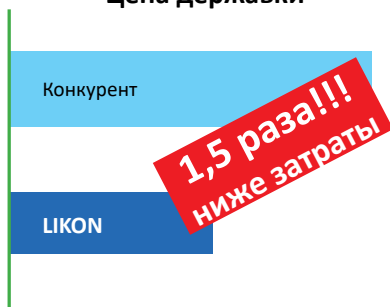 Цена державки
Конкурент
1,5 раза!!!
ниже затраты
LIKON